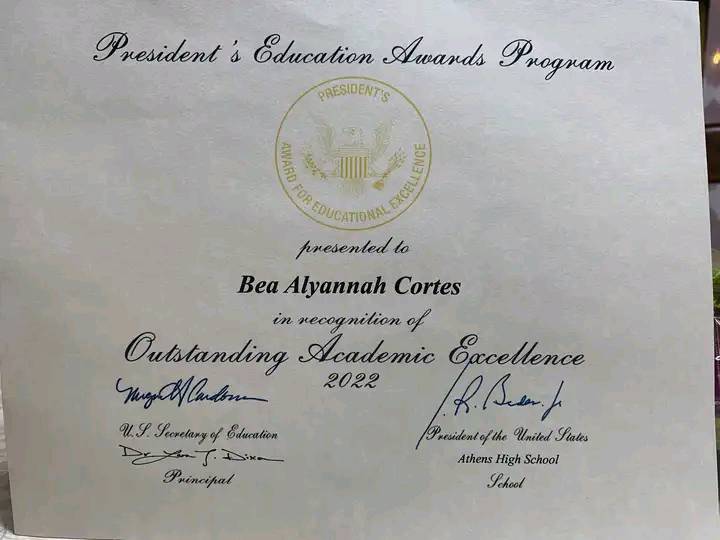 President's Education Awards Program
PRESIDENT'S
AWARD FOR EDUCATIONAL EXCELLENCE
presented to
Bea Alyannah Cortes
in recognition of
Outstanding Academic Excellence
2022
U.S. Secretary of Education
President of the United States
Dr
Athens High School
Principal
School